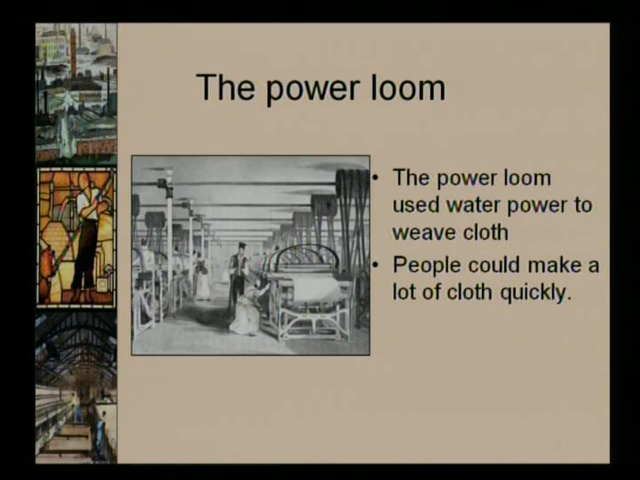 The power loom
• The power loom
used water power to
weave cloth
• People could make a
lot of cloth quickly.